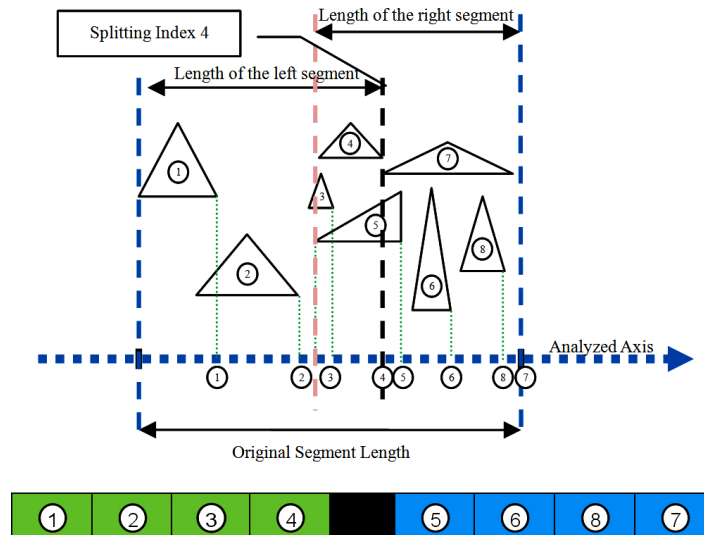 Length of the right segment
Splitting Index 4
Length of the left segment
4
1
7
3
5
2
8
6
Analyzed Axis
1 2 3 4 5 6 8 7
Original Segment Length
1 2 3 4 5 6 8 7